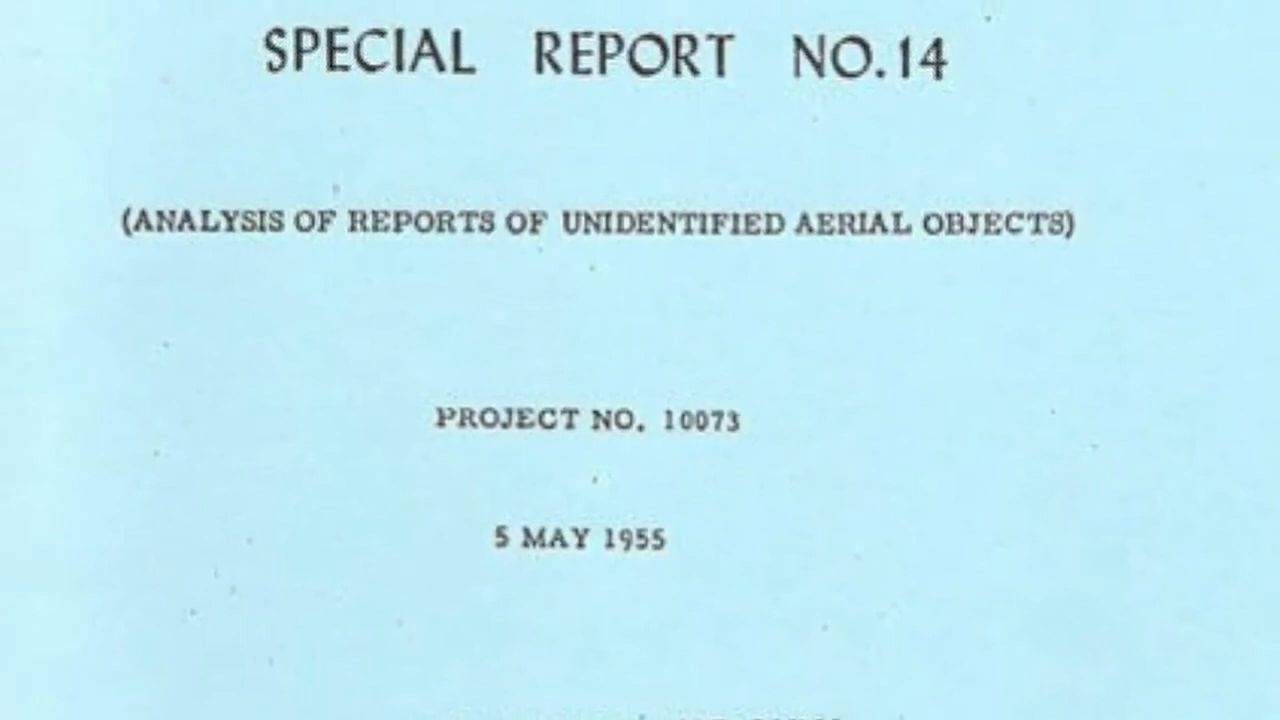 SPECIAL REPORT NO. 14
(ANALYSIS OF REPORTS OF UNIDENTIFIED AERIAL OBJECTS)
PROJECT NO. 10073
5 MAY 1955